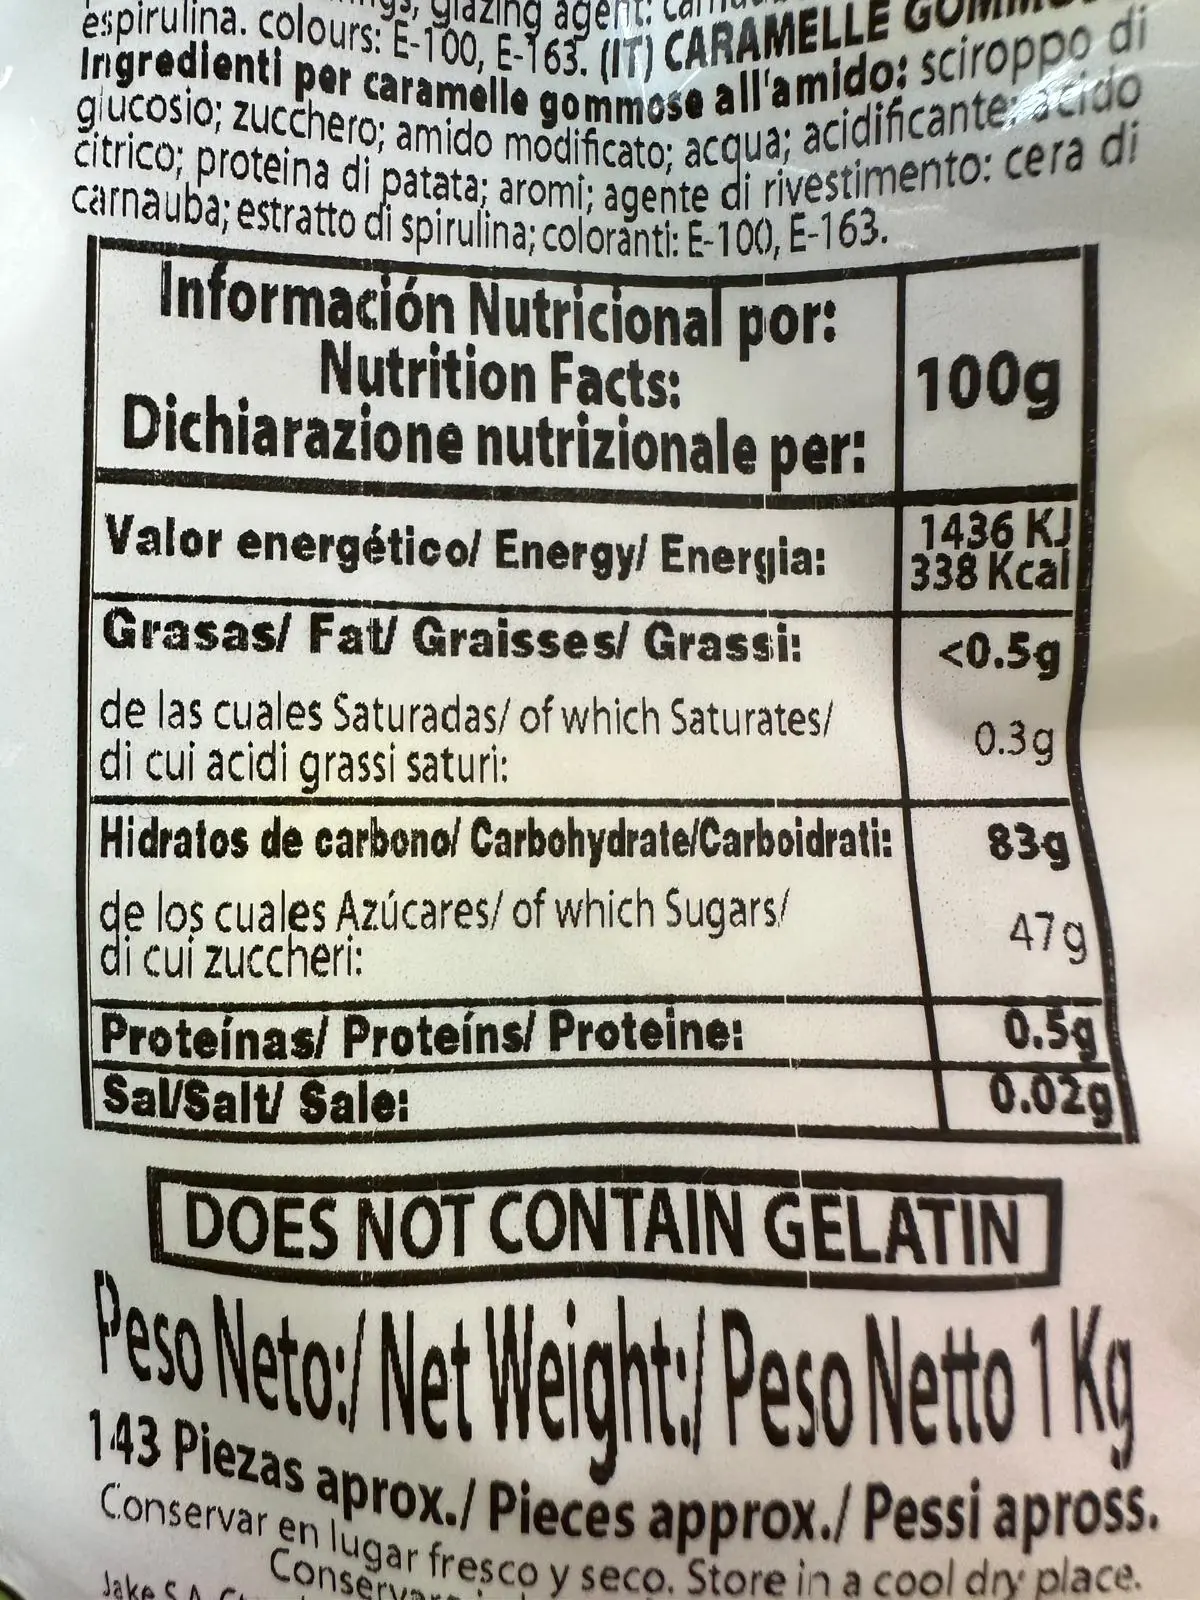 glazing agent:
espirulina. colours: E-100, E-163. (IT) CARAMELLE
Ingredienti per caramelle gommose all'amido: sciroppo di
glucosio; zucchero; amido modificato; acqua; acidificante: acido
citrico; proteina di patata; aromi; agente di rivestimento: cera di
carnauba; estratto di spirulina; coloranti: E-100, E-163.
Información Nutricional por:
Nutrition Facts:
Dichiarazione nutrizionale per:
100g
Valor energético/ Energy/ Energia:
1436 KJ
338 Kcal
Grasas/ Fat/ Graisses/ Grassi:
<0.5g
de las cuales Saturadas/ of which Saturates/
di cui acidi grassi saturi:
0.3g
Hidratos de carbono/ Carbohydrate/Carboidrati:
83g
de los cuales Azúcares/ of which Sugars/
di cui zuccheri:
47g
Proteínas/ Proteíns/ Proteine:
0.5g
Sal/Salt/ Sale:
0.02g
DOES NOT CONTAIN GELATIN
Peso Neto:/ Net Weight:/ Peso Netto 1 Kg
143 Piezas aprox./ Pieces approx./ Pessi apross.
Conservar en lugar fresco y seco. Store in a cool dry place.
Jake S.A.